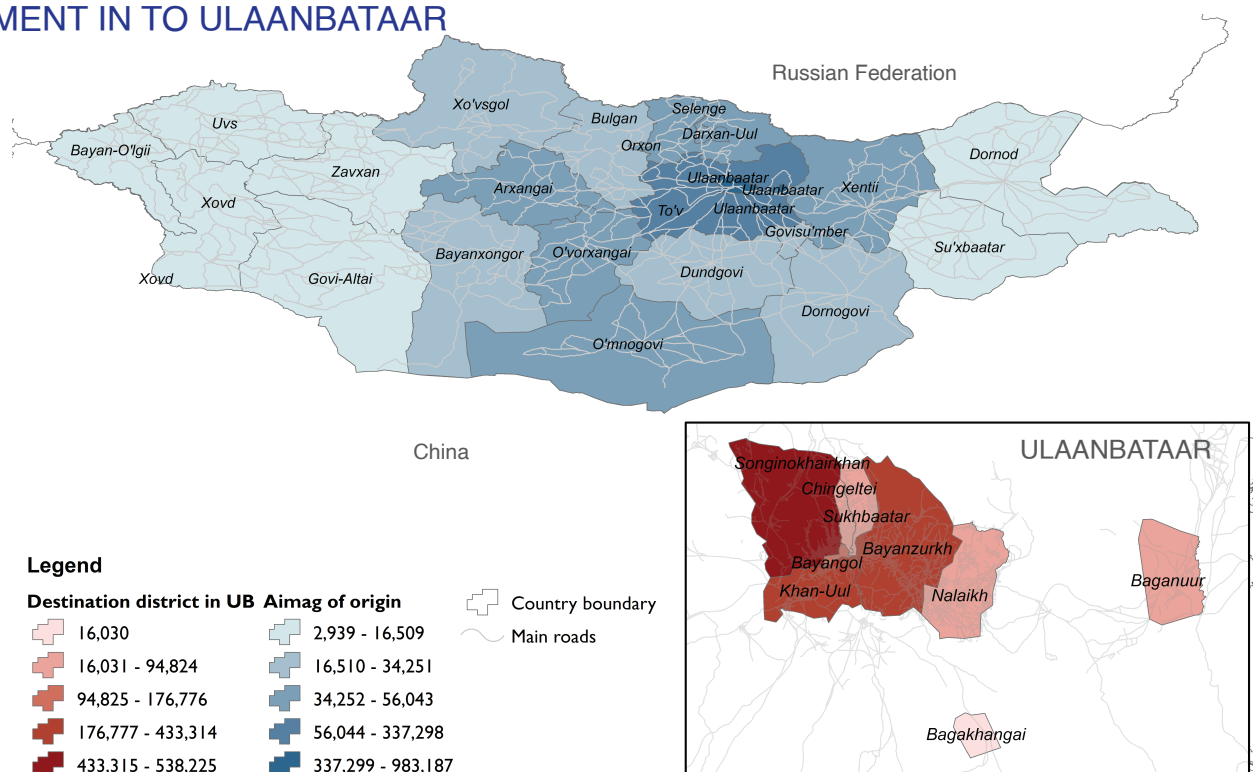 MENT IN TO ULAANBATAAR
Russian Federation
Xo'vsgol
Selenge
Bulgan
Uvs
Darxan-Uul
Orxon
Bayan-O'lgii
Dornod
Zavxan
Ulaanbaatar
Arxangai
Ulaanbaatar
Xentii
Xovd
To'v
Ulaanbaatar
Govisu'mber
Su'xbaatar
Bayanxongor
O'vorxangai
Xovd
Govi-Altai
Dundgovi
Dornogovi
O'mnogovi
China
ULAANBATAAR
Songinokhairkhan
Chingeltei
Sukhbaatar
Bayanzurkh
Bayangol
Khan-Uul
Nalaikh
Baganuur
Bagakhangai
Legend
Destination district in UB
16,030
16,031 - 94,824
94,825 - 176,776
176,777 - 433,314
433,315 - 538,225
Aimag of origin
2,939 - 16,509
16,510 - 34,251
34,252 - 56,043
56,044 - 337,298
337,299 - 983,187
Country boundary
Main roads